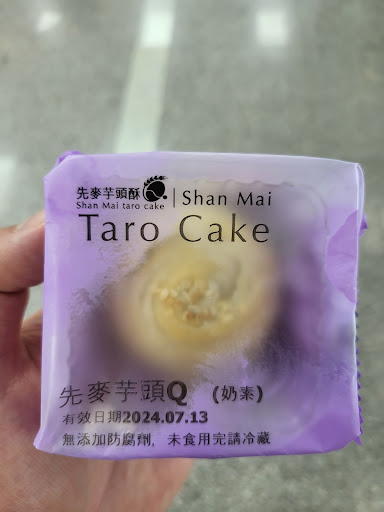 先麥芋頭酥 | Shan Mai
Shan Mai taro cake
Taro Cake
先麥芋頭Q (奶素)
有效日期2024.07.13
無添加防腐劑, 未食用完請冷藏